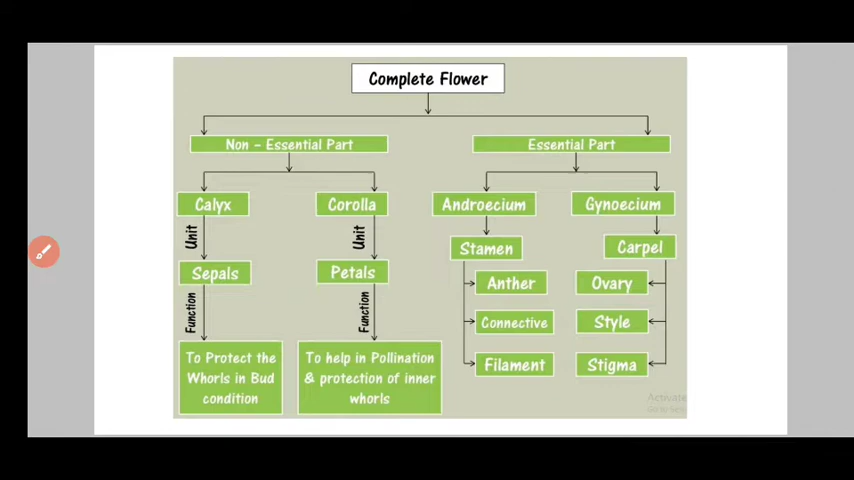 Complete Flower
Non - Essential Part
Essential Part
Calyx
Corolla
Androecium
Gynoecium
Unit
Unit
Stamen
Carpel
Sepals
Petals
Anther
Ovary
Function
Function
Connective
Style
To Protect the
Whorls in Bud
condition
To help in Pollination
& protection of inner
whorls
Filament
Stigma
Activate